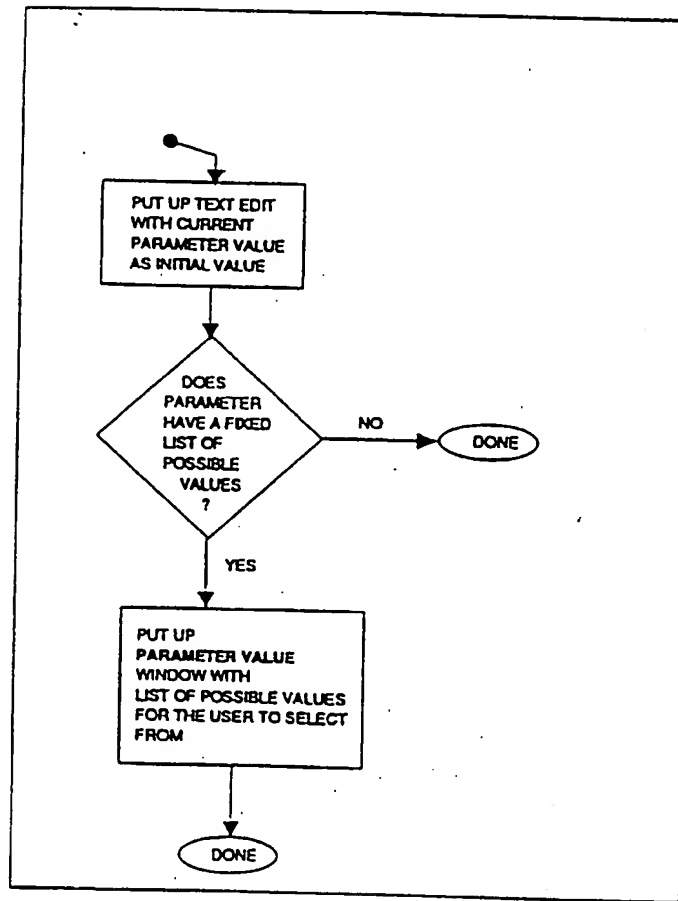 PUT UP TEXT EDIT
WITH CURRENT
PARAMETER VALUE
AS INITIAL VALUE
DOES
PARAMETER
HAVE A FIXED
LIST OF
POSSIBLE
VALUES
?
NO
DONE
YES
PUT UP
PARAMETER VALUE
WINDOW WITH
LIST OF POSSIBLE VALUES
FOR THE USER TO SELECT
FROM
DONE